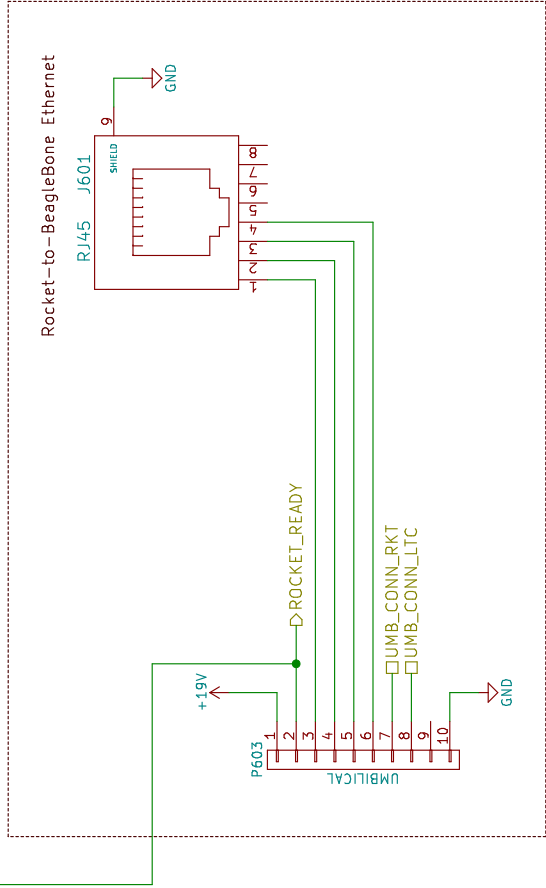 Rocket-to-BeagleBone Ethernet
GND
9
SHIELD
J601
RJ45
8
7
6
5
4
3
2
1
ROCKET_READY
UMB_CONN_RKT
UMB_CONN_LTC
+19V
GND
P603
1
2
3
4
5
6
7
8
9
10
UMBILICAL